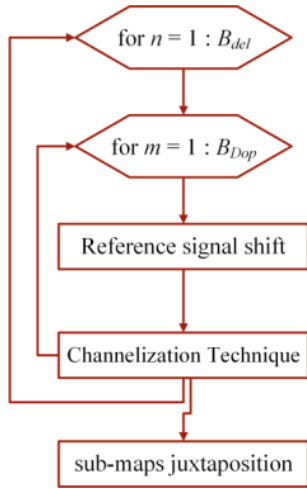 for n = 1 : B_del
for m = 1 : B_Dop
Reference signal shift
Channelization Technique
sub-maps juxtaposition